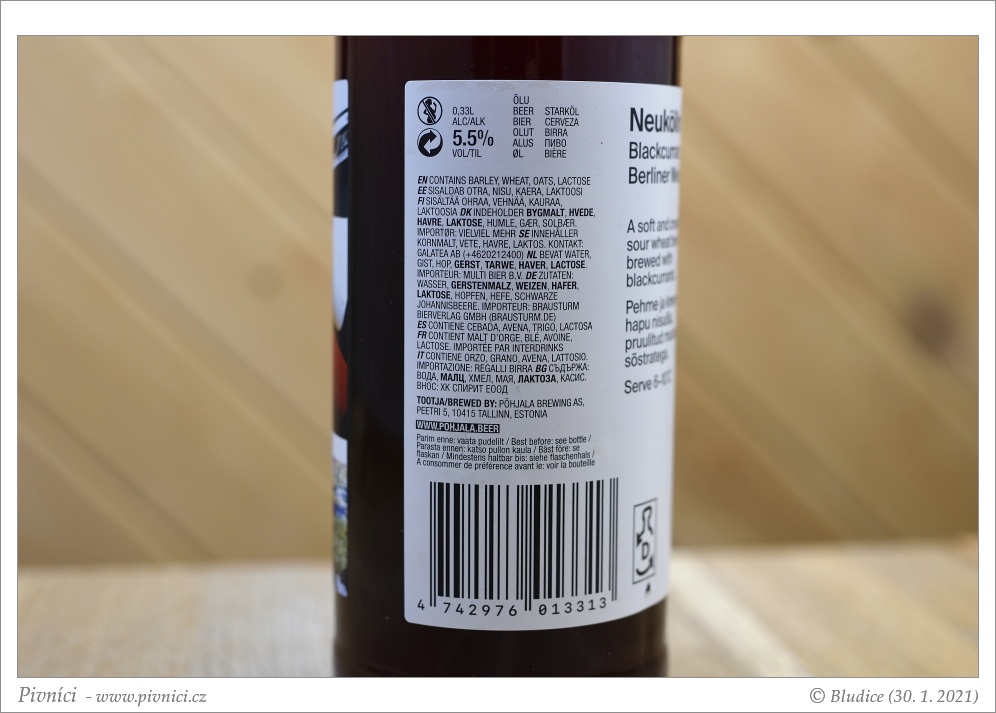 0,33L
ALC/ALK
5.5%
VOL/TIL
ÕLU
BEER STARKÖL
BIER CERVEZA
OLUT BIRRA
ALUS ПИВО
ØL BIÈRE
EN CONTAINS BARLEY, WHEAT, OATS, LACTOSE
EE SISALDAB OTRA, NISU, KAERA, LAKTOOSI
FI SISÄLTÄÄ OHRAA, VEHNÄÄ, KAURAA,
LAKTOOSIA DK INDEHOLDER BYGMALT, HVEDE,
HAVRE, LAKTOSE, HUMLE, GÆR, SOLBÆR.
IMPORTØR: VIELVIEL MEHR SE INNEHÅLLER
KORNMALT, VETE, HAVRE, LAKTOS. KONTAKT:
GALATEA AB (+4620212400) NL BEVAT WATER,
GIST, HOP, GERST, TARWE, HAVER, LACTOSE.
IMPORTEUR: MULTI BIER B.V. DE ZUTATEN:
WASSER, GERSTENMALZ, WEIZEN, HAFER,
LAKTOSE, HOPFEN, HEFE, SCHWARZE
JOHANNISBEERE. IMPORTEUR: BRAUSTURM
BIERVERLAG GMBH (BRAUSTURM.DE)
ES CONTIENE CEBADA, AVENA, TRIGO, LACTOSA
FR CONTIENT MALT D'ORGE, BLÉ, AVOINE,
LACTOSE. IMPORTÉE PAR INTERDRINKS
IT CONTIENE ORZO, GRANO, AVENA, LATTOSIO.
IMPORTAZIONE: REGALLI BIRRA BG СЪДЪРЖА:
ВОДА, МАЛЦ, ХМЕЛ, МАЯ, ЛАКТОЗА, КАСИС.
ВНОС: ХК СПИРИТ ЕООД
TOOTJA/BREWED BY: PÕHJALA BREWING AS,
PEETRI 5, 10415 TALLINN, ESTONIA
WWW.POHJALA.BEER
Parim enne: vaata pudelilt / Best before: see bottle /
Parasta ennen: katso pullon kaula / Bäst före: se
flaskan / Mindestens haltbar bis: siehe flaschenhals /
A consommer de préférence avant le: voir la bouteille
4 742976 013313
Neukölln
Blackcurrant
Berliner
A soft and
sour wheat
brewed with
blackcurrant
Pehme ja
hapu nisuõlu
pruulitud
sõstratega.
Serve 6-10°C
D
Pivníci - www.pivnici.cz
© Bludice (30. 1. 2021)